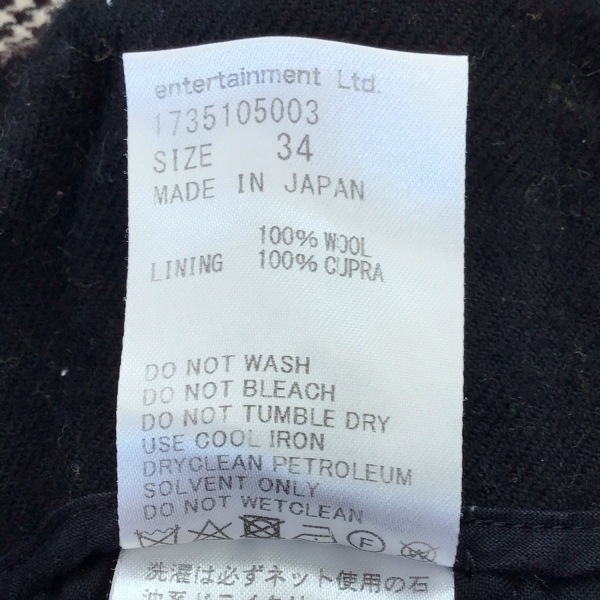 entertainment Ltd.
1735105003
SIZE 34
MADE IN JAPAN
100% WOOL
LINING 100% CUPRA
DO NOT WASH
DO NOT BLEACH
DO NOT TUMBLE DRY
USE COOL IRON
DRYCLEAN PETROLEUM
SOLVENT ONLY
DO NOT WETCLEAN
F
洗濯は必ずネット使用の石